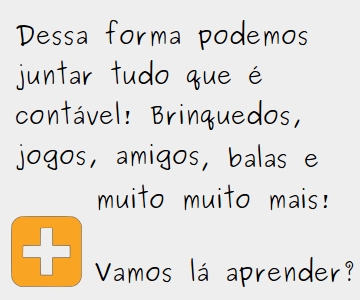 Dessa forma podemos
juntar tudo que é
contável! Brinquedos,
jogos, amigos, balas e
muito muito mais!
Vamos lá aprender?